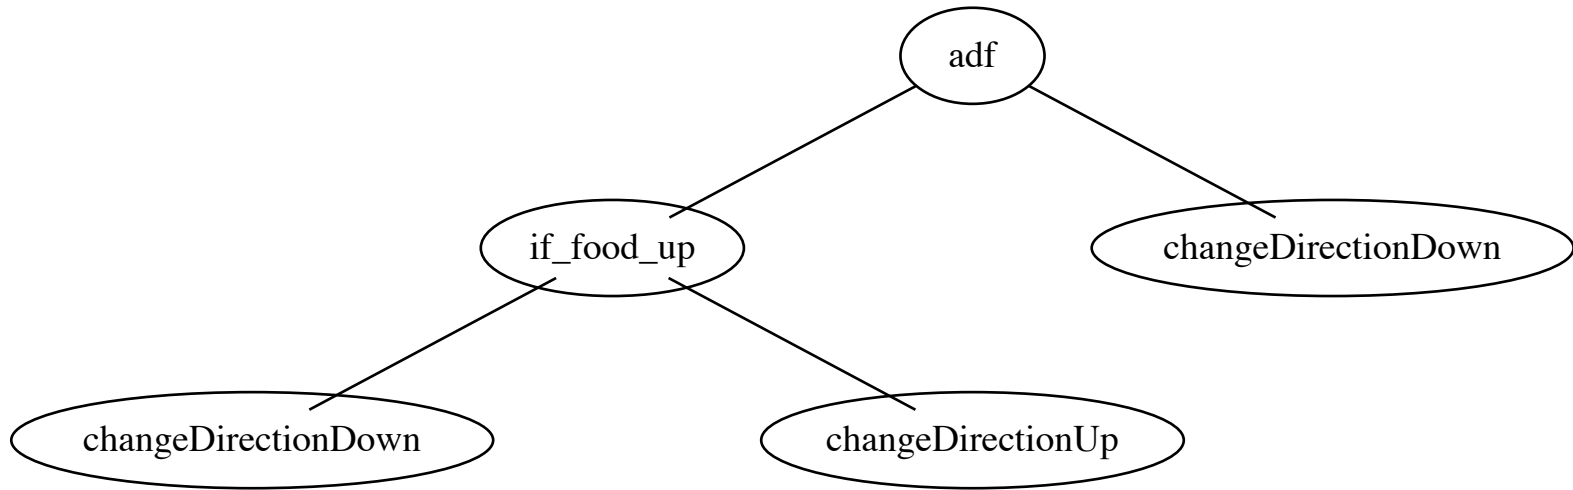 adf
if_food_up
changeDirectionDown
changeDirectionDown
changeDirectionUp